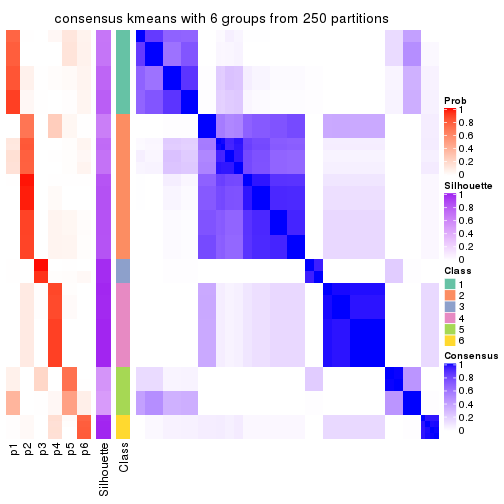 consensus kmeans with 6 groups from 250 partitions
Prob
1
0.8
0.6
0.4
0.2
0
Silhouette
1
0.8
0.6
0.4
0.2
0
Class
1
2
3
4
5
6
Consensus
1
0.8
0.6
0.4
0.2
0
p1
p2
p3
p4
p5
p6
Silhouette
Class